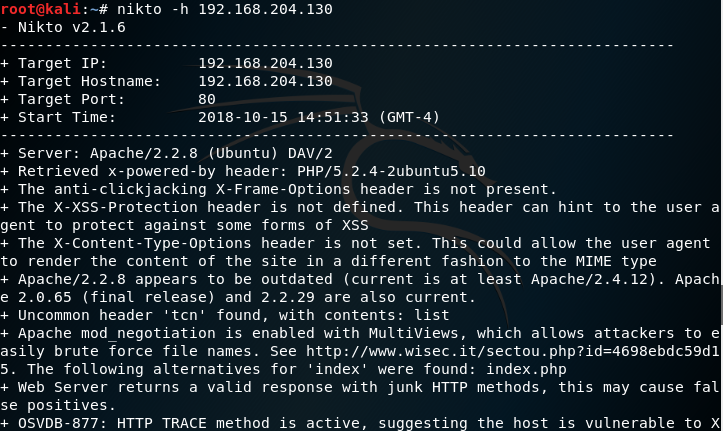 root@kali:~# nikto -h 192.168.204.130
- Nikto v2.1.6
---------------------------------------------------------------------------
+ Target IP:          192.168.204.130
+ Target Hostname:    192.168.204.130
+ Target Port:        80
+ Start Time:         2018-10-15 14:51:33 (GMT-4)
---------------------------------------------------------------------------
+ Server: Apache/2.2.8 (Ubuntu) DAV/2
+ Retrieved x-powered-by header: PHP/5.2.4-2ubuntu5.10
+ The anti-clickjacking X-Frame-Options header is not present.
+ The X-XSS-Protection header is not defined. This header can hint to the user a
gent to protect against some forms of XSS
+ The X-Content-Type-Options header is not set. This could allow the user agent
to render the content of the site in a different fashion to the MIME type
+ Apache/2.2.8 appears to be outdated (current is at least Apache/2.4.12). Apach
e 2.0.65 (final release) and 2.2.29 are also current.
+ Uncommon header 'tcn' found, with contents: list
+ Apache mod_negotiation is enabled with MultiViews, which allows attackers to e
asily brute force file names. See http://www.wisec.it/sectou.php?id=4698ebdc59d1
5. The following alternatives for 'index' were found: index.php
+ Web Server returns a valid response with junk HTTP methods, this may cause fal
se positives.
+ OSVDB-877: HTTP TRACE method is active, suggesting the host is vulnerable to X